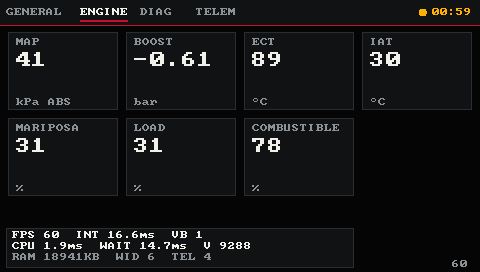 GENERAL ENGINE DIAG TELEM 00:59
MAP BOOST ECT IAT
41 -0.61 89 30
kPa ABS bar °C °C
MARIPOSA LOAD COMBUSTIBLE
31 31 78
% % %
FPS 60 INT 16.6ms VB 1
CPU 1.9ms WAIT 14.7ms V 9288
RAM 18941KB WID 6 TEL 4
60